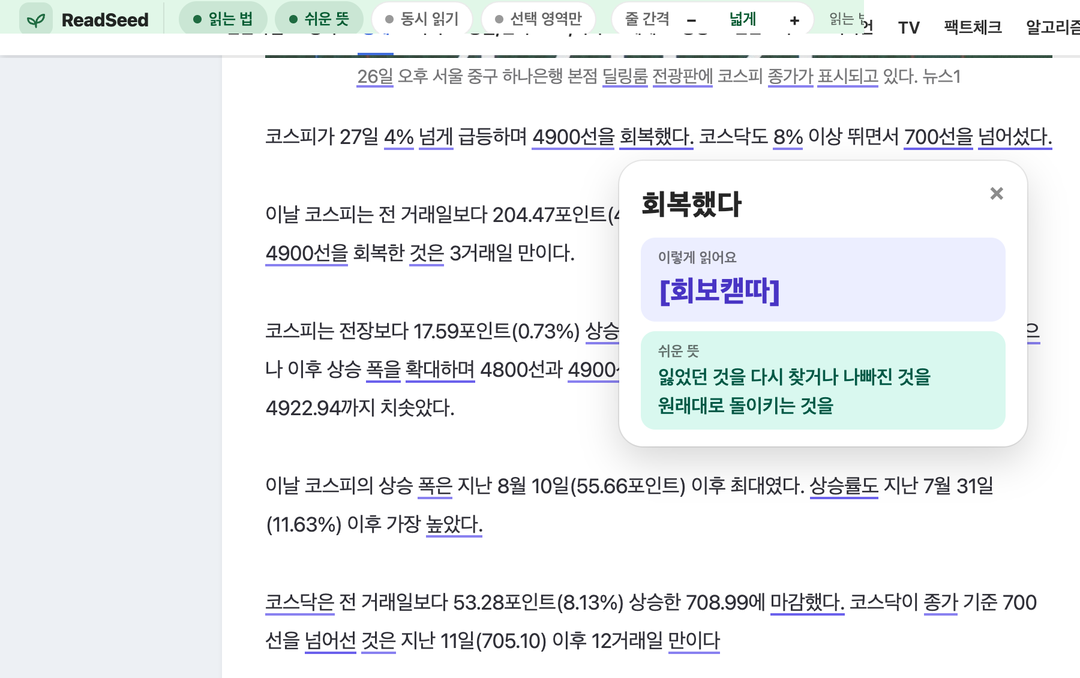 ReadSeed
읽는 법
쉬운 뜻
동시 읽기
선택 영역만
줄 간격 − 넓게 +
읽는
TV
팩트체크
26일 오후 서울 중구 하나은행 본점 딜링룸 전광판에 코스피 종가가 표시되고 있다. 뉴스1
코스피가 27일 4% 넘게 급등하며 4900선을 회복했다. 코스닥도 8% 이상 뛰면서 700선을 넘어섰다.
회복했다 ×
이렇게 읽어요
[회보캗따]
쉬운 뜻
잃었던 것을 다시 찾거나 나빠진 것을
원래대로 돌이키는 것을
이날 코스피는 전 거래일보다 204.47포인트(
4900선을 회복한 것은 3거래일 만이다.
코스피는 전장보다 17.59포인트(0.73%) 상승
으
나 이후 상승 폭을 확대하며 4800선과 4900
4922.94까지 치솟았다.
이날 코스피의 상승 폭은 지난 8월 10일(55.66포인트) 이후 최대였다. 상승률도 지난 7월 31일
(11.63%) 이후 가장 높았다.
코스닥은 전 거래일보다 53.28포인트(8.13%) 상승한 708.99에 마감했다. 코스닥이 종가 기준 700
선을 넘어선 것은 지난 11일(705.10) 이후 12거래일 만이다